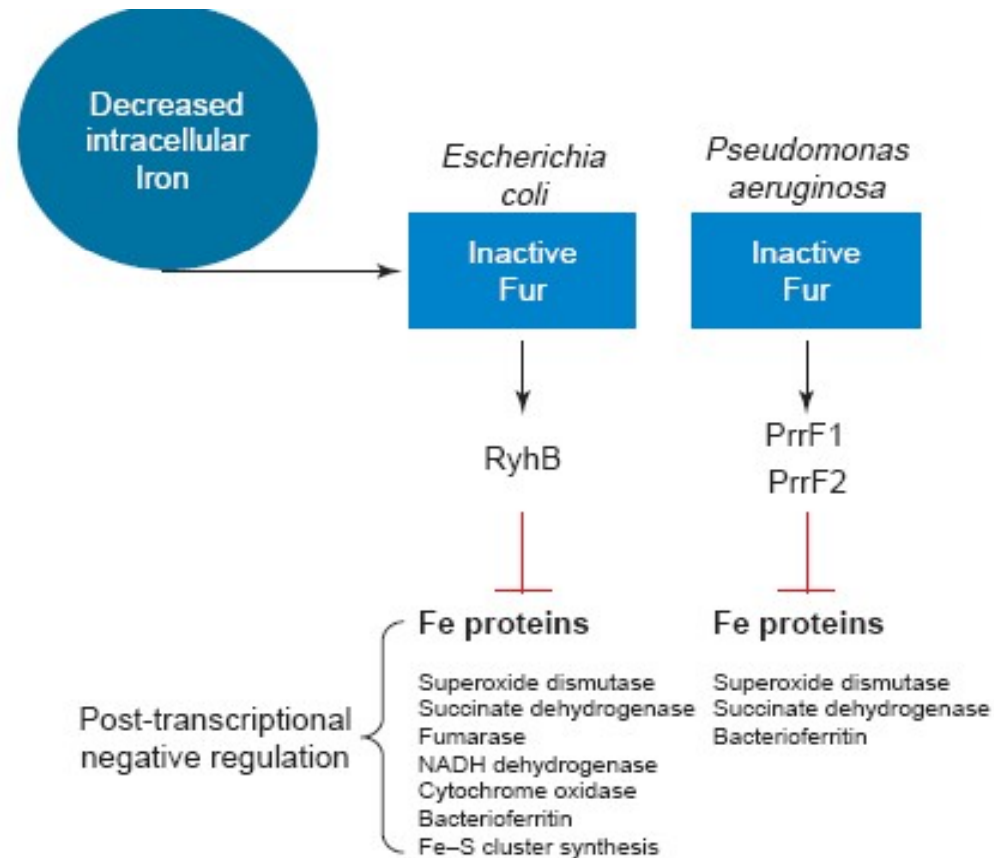 Decreased
intracellular
Iron
Escherichia
coli
Pseudomonas
aeruginosa
Inactive
Fur
Inactive
Fur
RyhB
PrrF1
PrrF2
Fe proteins
Fe proteins
Post-transcriptional
negative regulation
Superoxide dismutase
Succinate dehydrogenase
Fumarase
NADH dehydrogenase
Cytochrome oxidase
Bacterioferritin
Fe–S cluster synthesis
Superoxide dismutase
Succinate dehydrogenase
Bacterioferritin